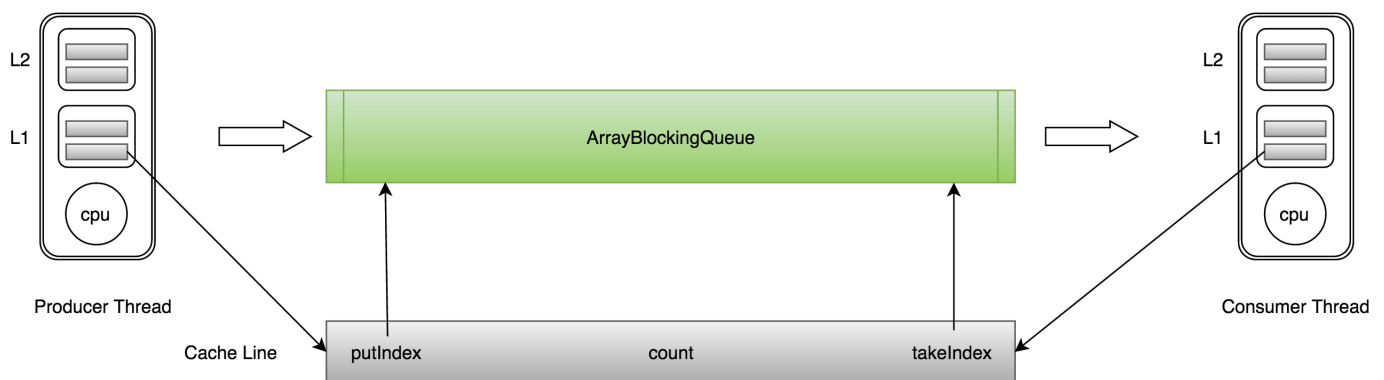 L2
L2
L1
ArrayBlockingQueue
L1
cpu
cpu
Producer Thread
Consumer Thread
Cache Line
putIndex
count
takeIndex